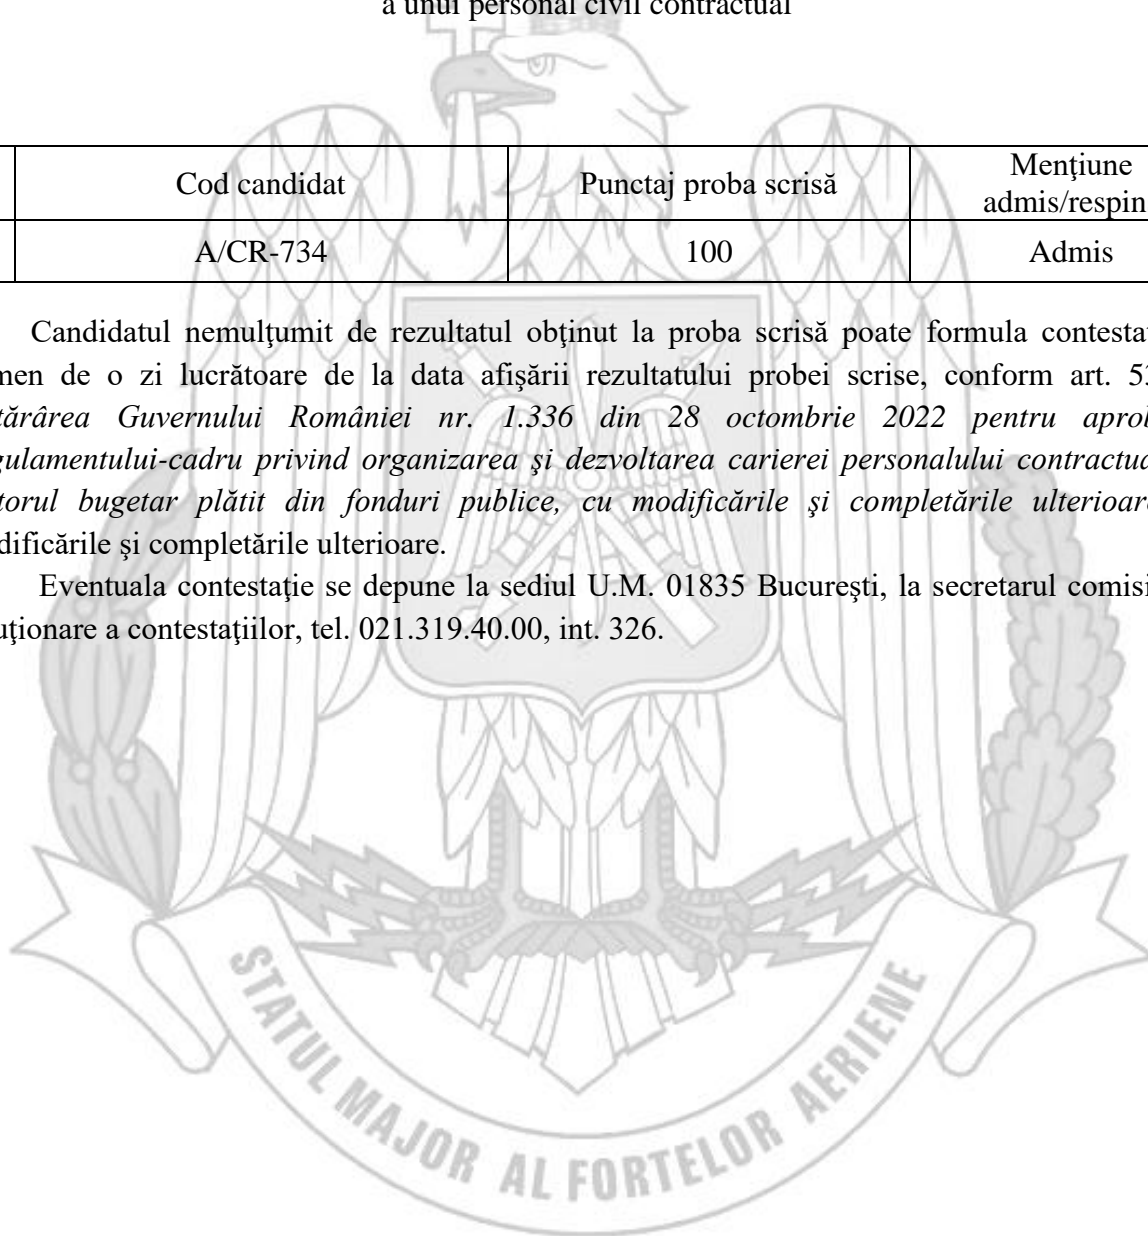 a unui personal civil contractual
Cod candidat Punctaj proba scrisă Menţiune
admis/respin
A/CR-734 100 Admis
Candidatul nemulţumit de rezultatul obţinut la proba scrisă poate formula contesta
men de o zi lucrătoare de la data afişării rezultatului probei scrise, conform art. 5
tărârea Guvernului României nr. 1.336 din 28 octombrie 2022 pentru aprob
gulamentului-cadru privind organizarea şi dezvoltarea carierei personalului contractua
torul bugetar plătit din fonduri publice, cu modificările şi completările ulterioar
dificările şi completările ulterioare.
Eventuala contestaţie se depune la sediul U.M. 01835 Bucureşti, la secretarul comisi
uţionare a contestaţiilor, tel. 021.319.40.00, int. 326.
STATUL MAJOR AL FORTELOR AERIENE